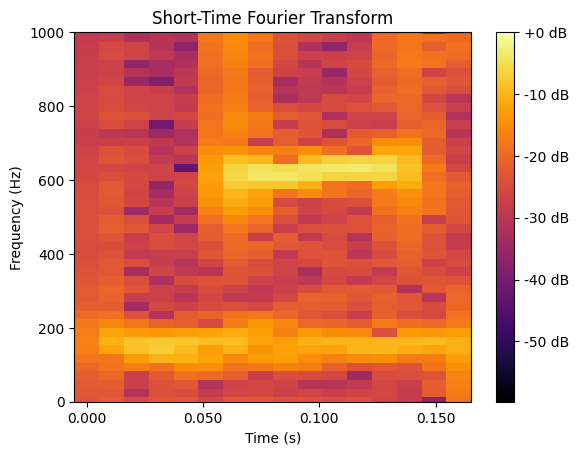 Short-Time Fourier Transform
1000
800
600
400
200
0
Frequency (Hz)
0.000
0.050
0.100
0.150
Time (s)
+0 dB
-10 dB
-20 dB
-30 dB
-40 dB
-50 dB